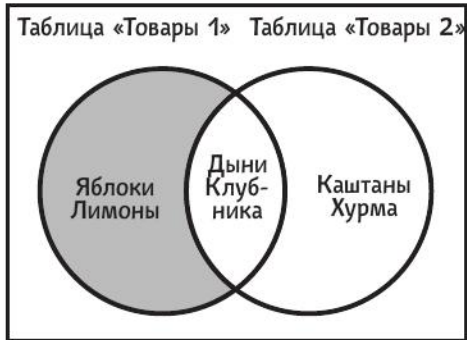 Таблица «Товары 1» Таблица «Товары 2»
Яблоки
Лимоны
Дыни
Клуб-
ника
Каштаны
Хурма